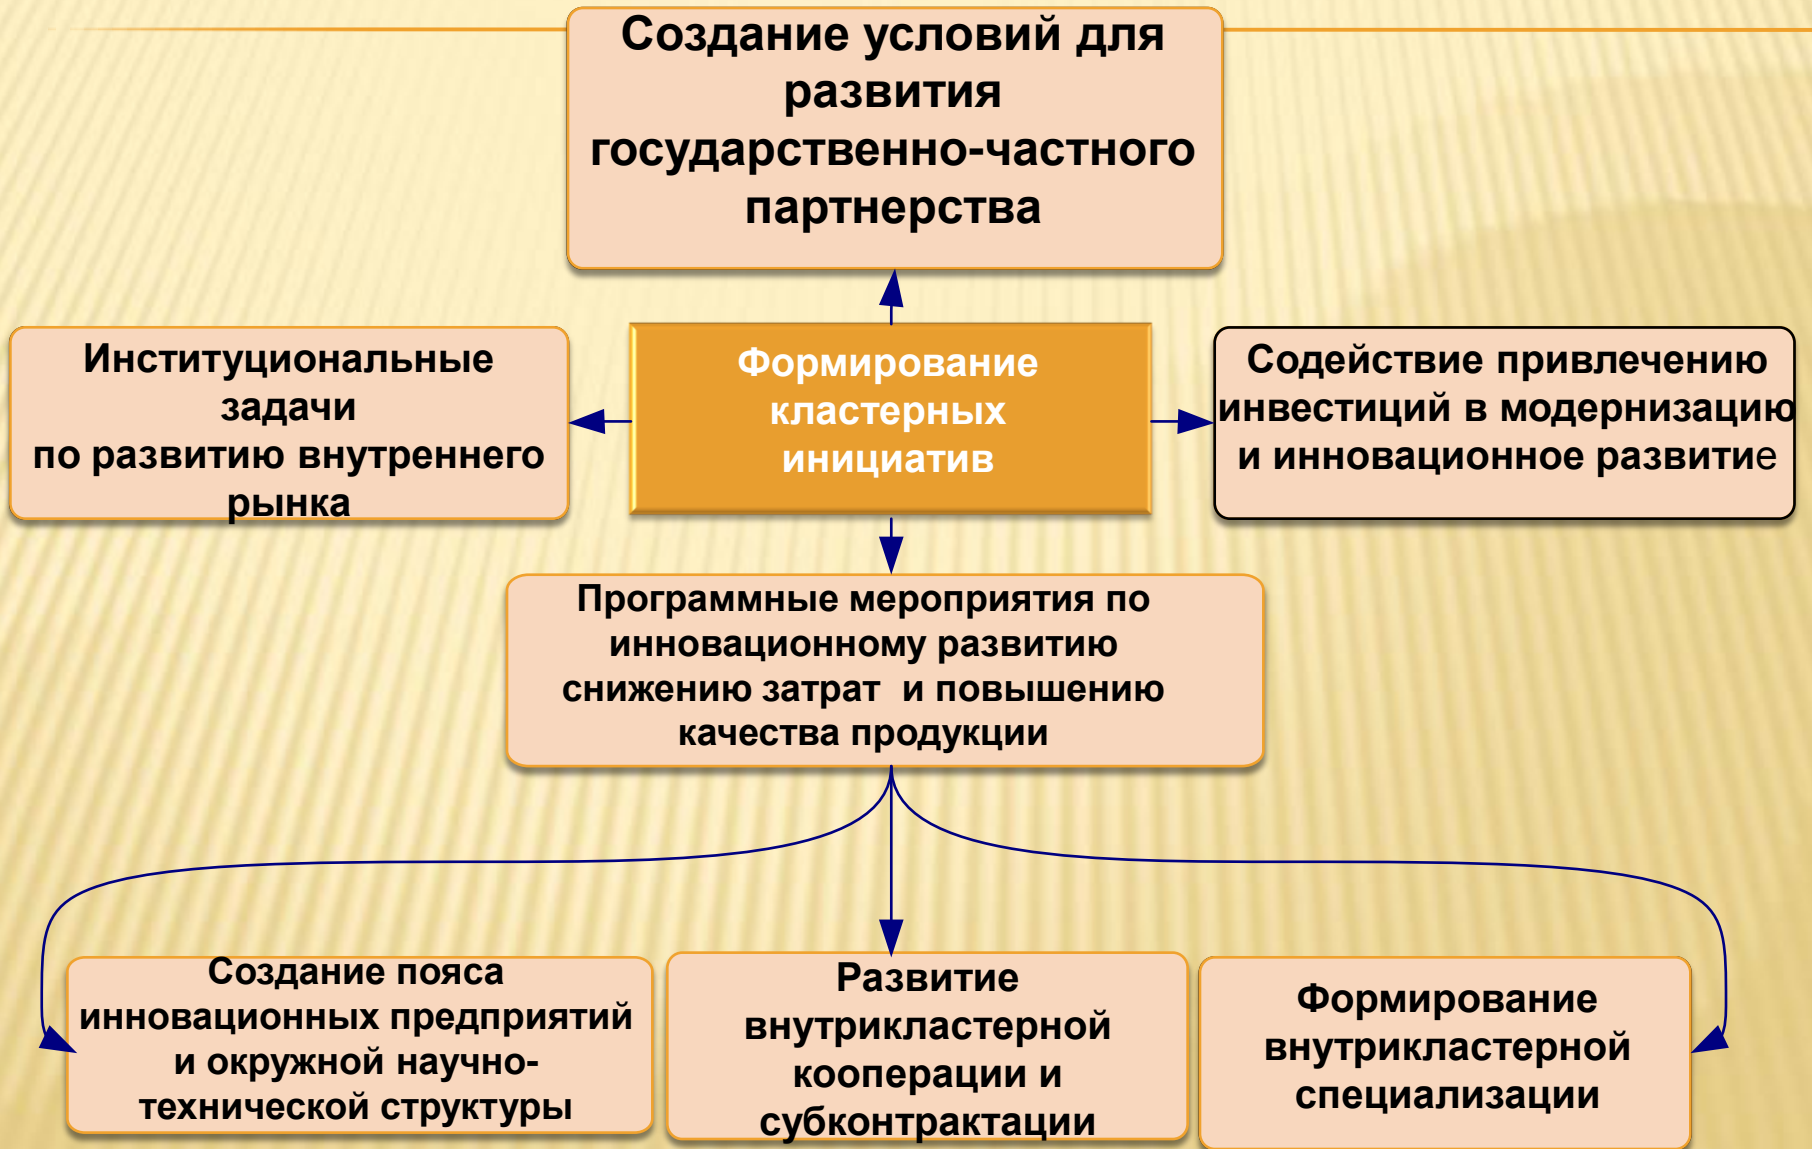 Создание условий для
развития
государственно-частного
партнерства
Институциональные
задачи
по развитию внутреннего
рынка
Формирование
кластерных
инициатив
Содействие привлечению
инвестиций в модернизацию
и инновационное развитие
Программные мероприятия по
инновационному развитию
снижению затрат  и повышению
качества продукции
Создание пояса
инновационных предприятий
и окружной научно-
технической структуры
Развитие
внутрикластерной
кооперации и
субконтрактации
Формирование
внутрикластерной
специализации